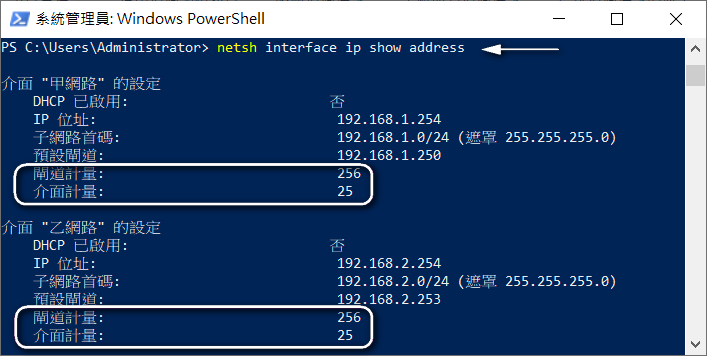 系統管理員: Windows PowerShell
PS C:\Users\Administrator> netsh interface ip show address
介面 "甲網路" 的設定
DHCP 已啟用: 否
IP 位址: 192.168.1.254
子網路首碼: 192.168.1.0/24 (遮罩 255.255.255.0)
預設閘道: 192.168.1.250
閘道計量: 256
介面計量: 25
介面 "乙網路" 的設定
DHCP 已啟用: 否
IP 位址: 192.168.2.254
子網路首碼: 192.168.2.0/24 (遮罩 255.255.255.0)
預設閘道: 192.168.2.253
閘道計量: 256
介面計量: 25